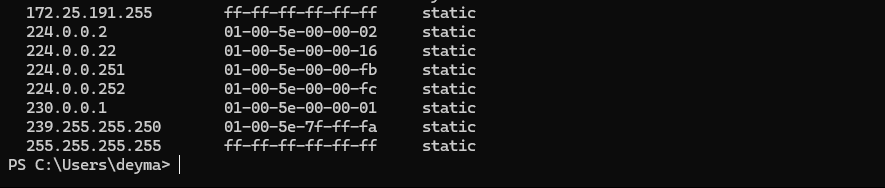 172.25.191.255 ff-ff-ff-ff-ff-ff static
224.0.0.2 01-00-5e-00-00-02 static
224.0.0.22 01-00-5e-00-00-16 static
224.0.0.251 01-00-5e-00-00-fb static
224.0.0.252 01-00-5e-00-00-fc static
230.0.0.1 01-00-5e-00-00-01 static
239.255.255.250 01-00-5e-7f-ff-fa static
255.255.255.255 ff-ff-ff-ff-ff-ff static
PS C:\Users\deyma>